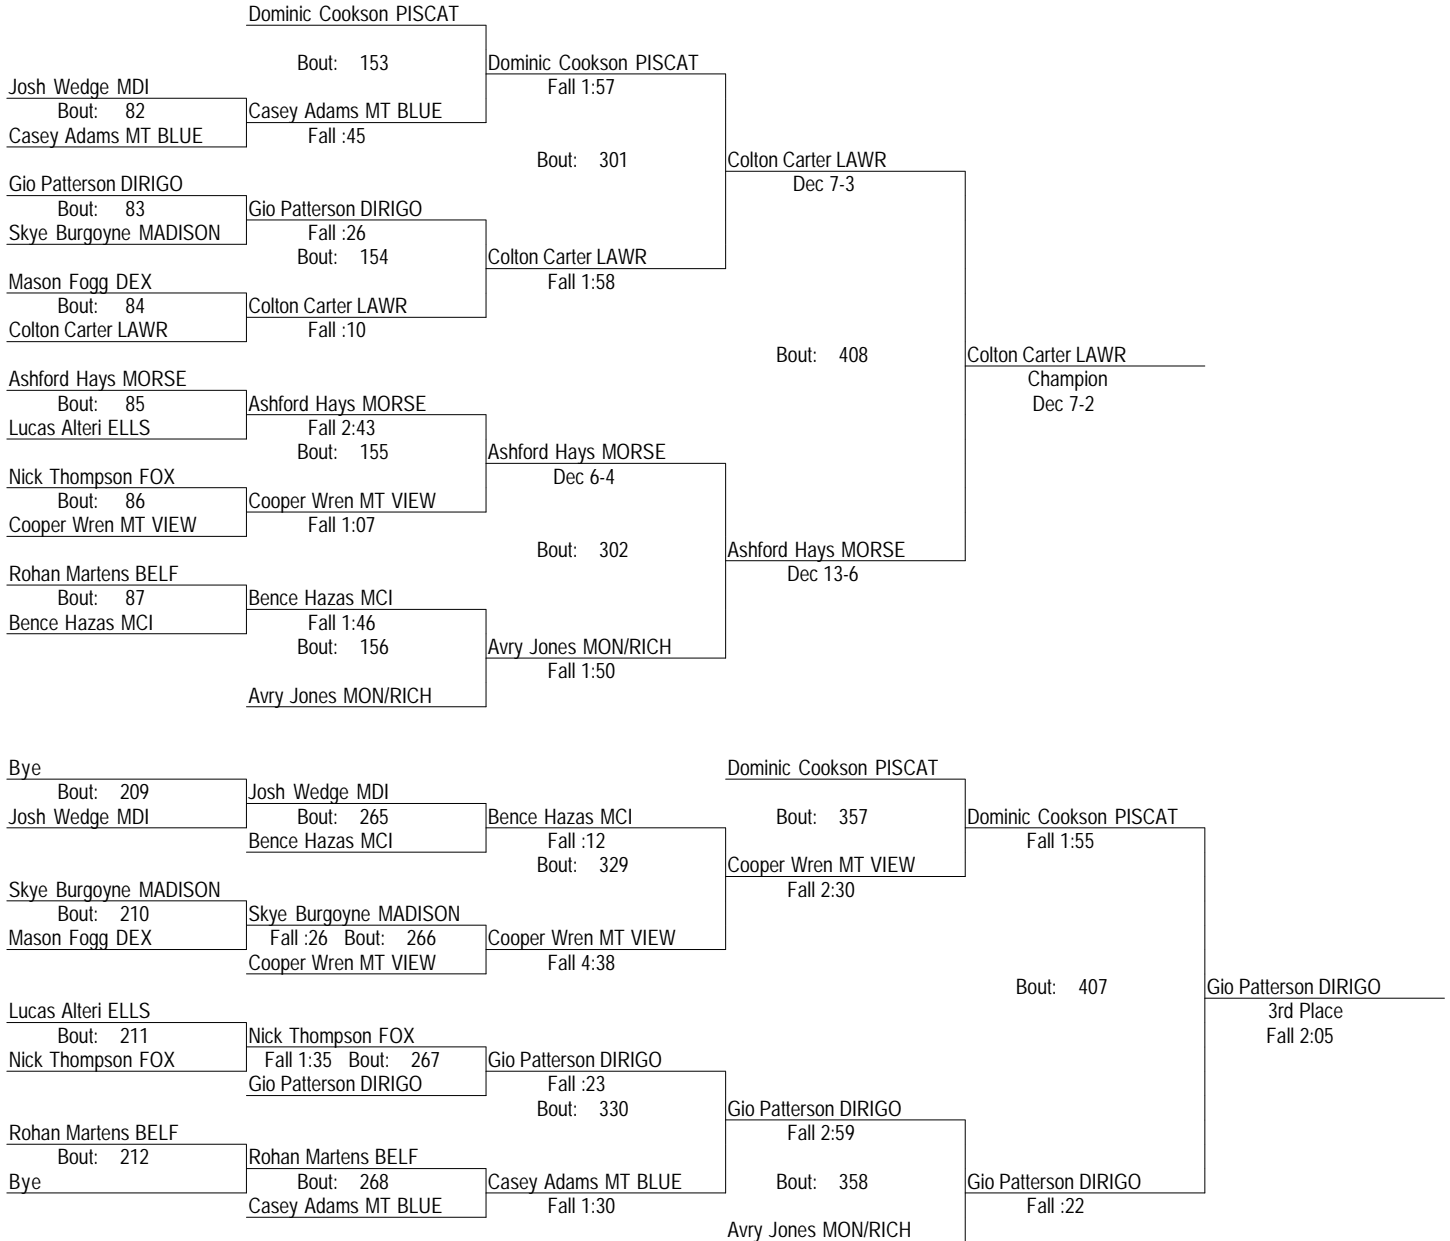 Dominic Cookson PISCAT
Bout: 153
Dominic Cookson PISCAT
Josh Wedge MDI
Fall 1:57
Bout: 82
Casey Adams MT BLUE
Casey Adams MT BLUE
Fall :45
Bout: 301
Colton Carter LAWR
Gio Patterson DIRIGO
Dec 7-3
Bout: 83
Gio Patterson DIRIGO
Skye Burgoyne MADISON
Fall :26
Bout: 154
Colton Carter LAWR
Mason Fogg DEX
Fall 1:58
Bout: 84
Colton Carter LAWR
Colton Carter LAWR
Fall :10
Bout: 408
Colton Carter LAWR
Ashford Hays MORSE
Champion
Bout: 85
Ashford Hays MORSE
Dec 7-2
Lucas Alteri ELLS
Fall 2:43
Bout: 155
Ashford Hays MORSE
Nick Thompson FOX
Dec 6-4
Bout: 86
Cooper Wren MT VIEW
Cooper Wren MT VIEW
Fall 1:07
Bout: 302
Ashford Hays MORSE
Rohan Martens BELF
Dec 13-6
Bout: 87
Bence Hazas MCI
Bence Hazas MCI
Fall 1:46
Bout: 156
Avry Jones MON/RICH
Fall 1:50
Avry Jones MON/RICH
Bye
Dominic Cookson PISCAT
Bout: 209
Josh Wedge MDI
Josh Wedge MDI
Bout: 265
Bence Hazas MCI
Bout: 357
Dominic Cookson PISCAT
Bence Hazas MCI
Fall :12
Fall 1:55
Bout: 329
Cooper Wren MT VIEW
Skye Burgoyne MADISON
Fall 2:30
Bout: 210
Skye Burgoyne MADISON
Mason Fogg DEX
Fall :26 Bout: 266
Cooper Wren MT VIEW
Cooper Wren MT VIEW
Fall 4:38
Bout: 407
Gio Patterson DIRIGO
Lucas Alteri ELLS
3rd Place
Bout: 211
Nick Thompson FOX
Fall 2:05
Nick Thompson FOX
Fall 1:35 Bout: 267
Gio Patterson DIRIGO
Gio Patterson DIRIGO
Fall :23
Bout: 330
Gio Patterson DIRIGO
Rohan Martens BELF
Fall 2:59
Bout: 212
Rohan Martens BELF
Bye
Bout: 268
Casey Adams MT BLUE
Bout: 358
Gio Patterson DIRIGO
Casey Adams MT BLUE
Fall 1:30
Fall :22
Avry Jones MON/RICH